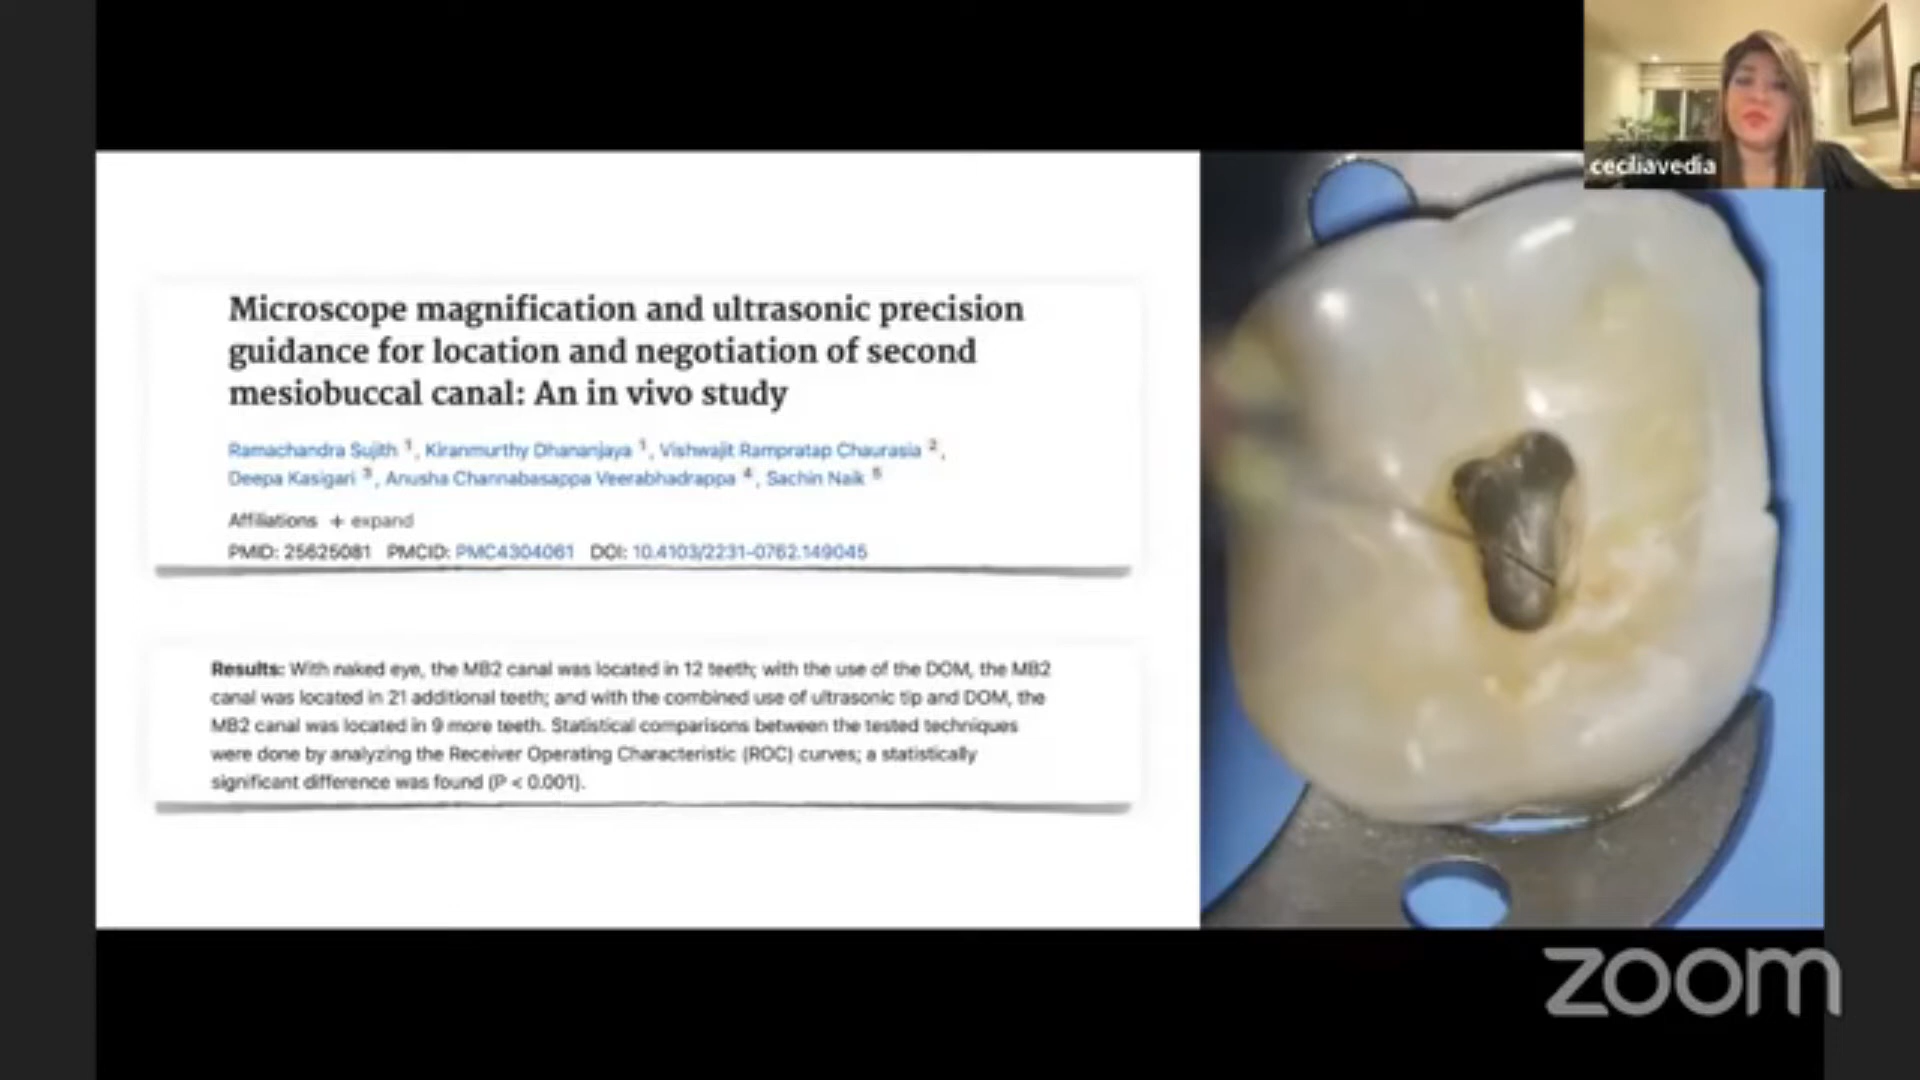 ceciliavedia
Microscope magnification and ultrasonic precision
guidance for location and negotiation of second
mesiobuccal canal: An in vivo study
Ramachandra Sujith 1, Kiranmurthy Dhananjaya 1, Vishwajit Rampratap Chaurasia 2,
Deepa Kasigari 3, Anusha Channabasappa Veerabhadrappa 4, Sachin Naik 5
Affiliations + expand
PMID: 25625081 PMCID: PMC4304061 DOI: 10.4103/2231-0762.149045
Results: With naked eye, the MB2 canal was located in 12 teeth; with the use of the DOM, the MB2
canal was located in 21 additional teeth; and with the combined use of ultrasonic tip and DOM, the
MB2 canal was located in 9 more teeth. Statistical comparisons between the tested techniques
were done by analyzing the Receiver Operating Characteristic (ROC) curves; a statistically
significant difference was found (P < 0.001).
zoom